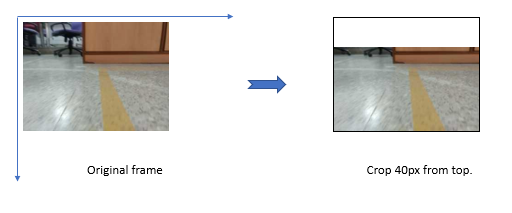 Original frame
Crop 40px from top.